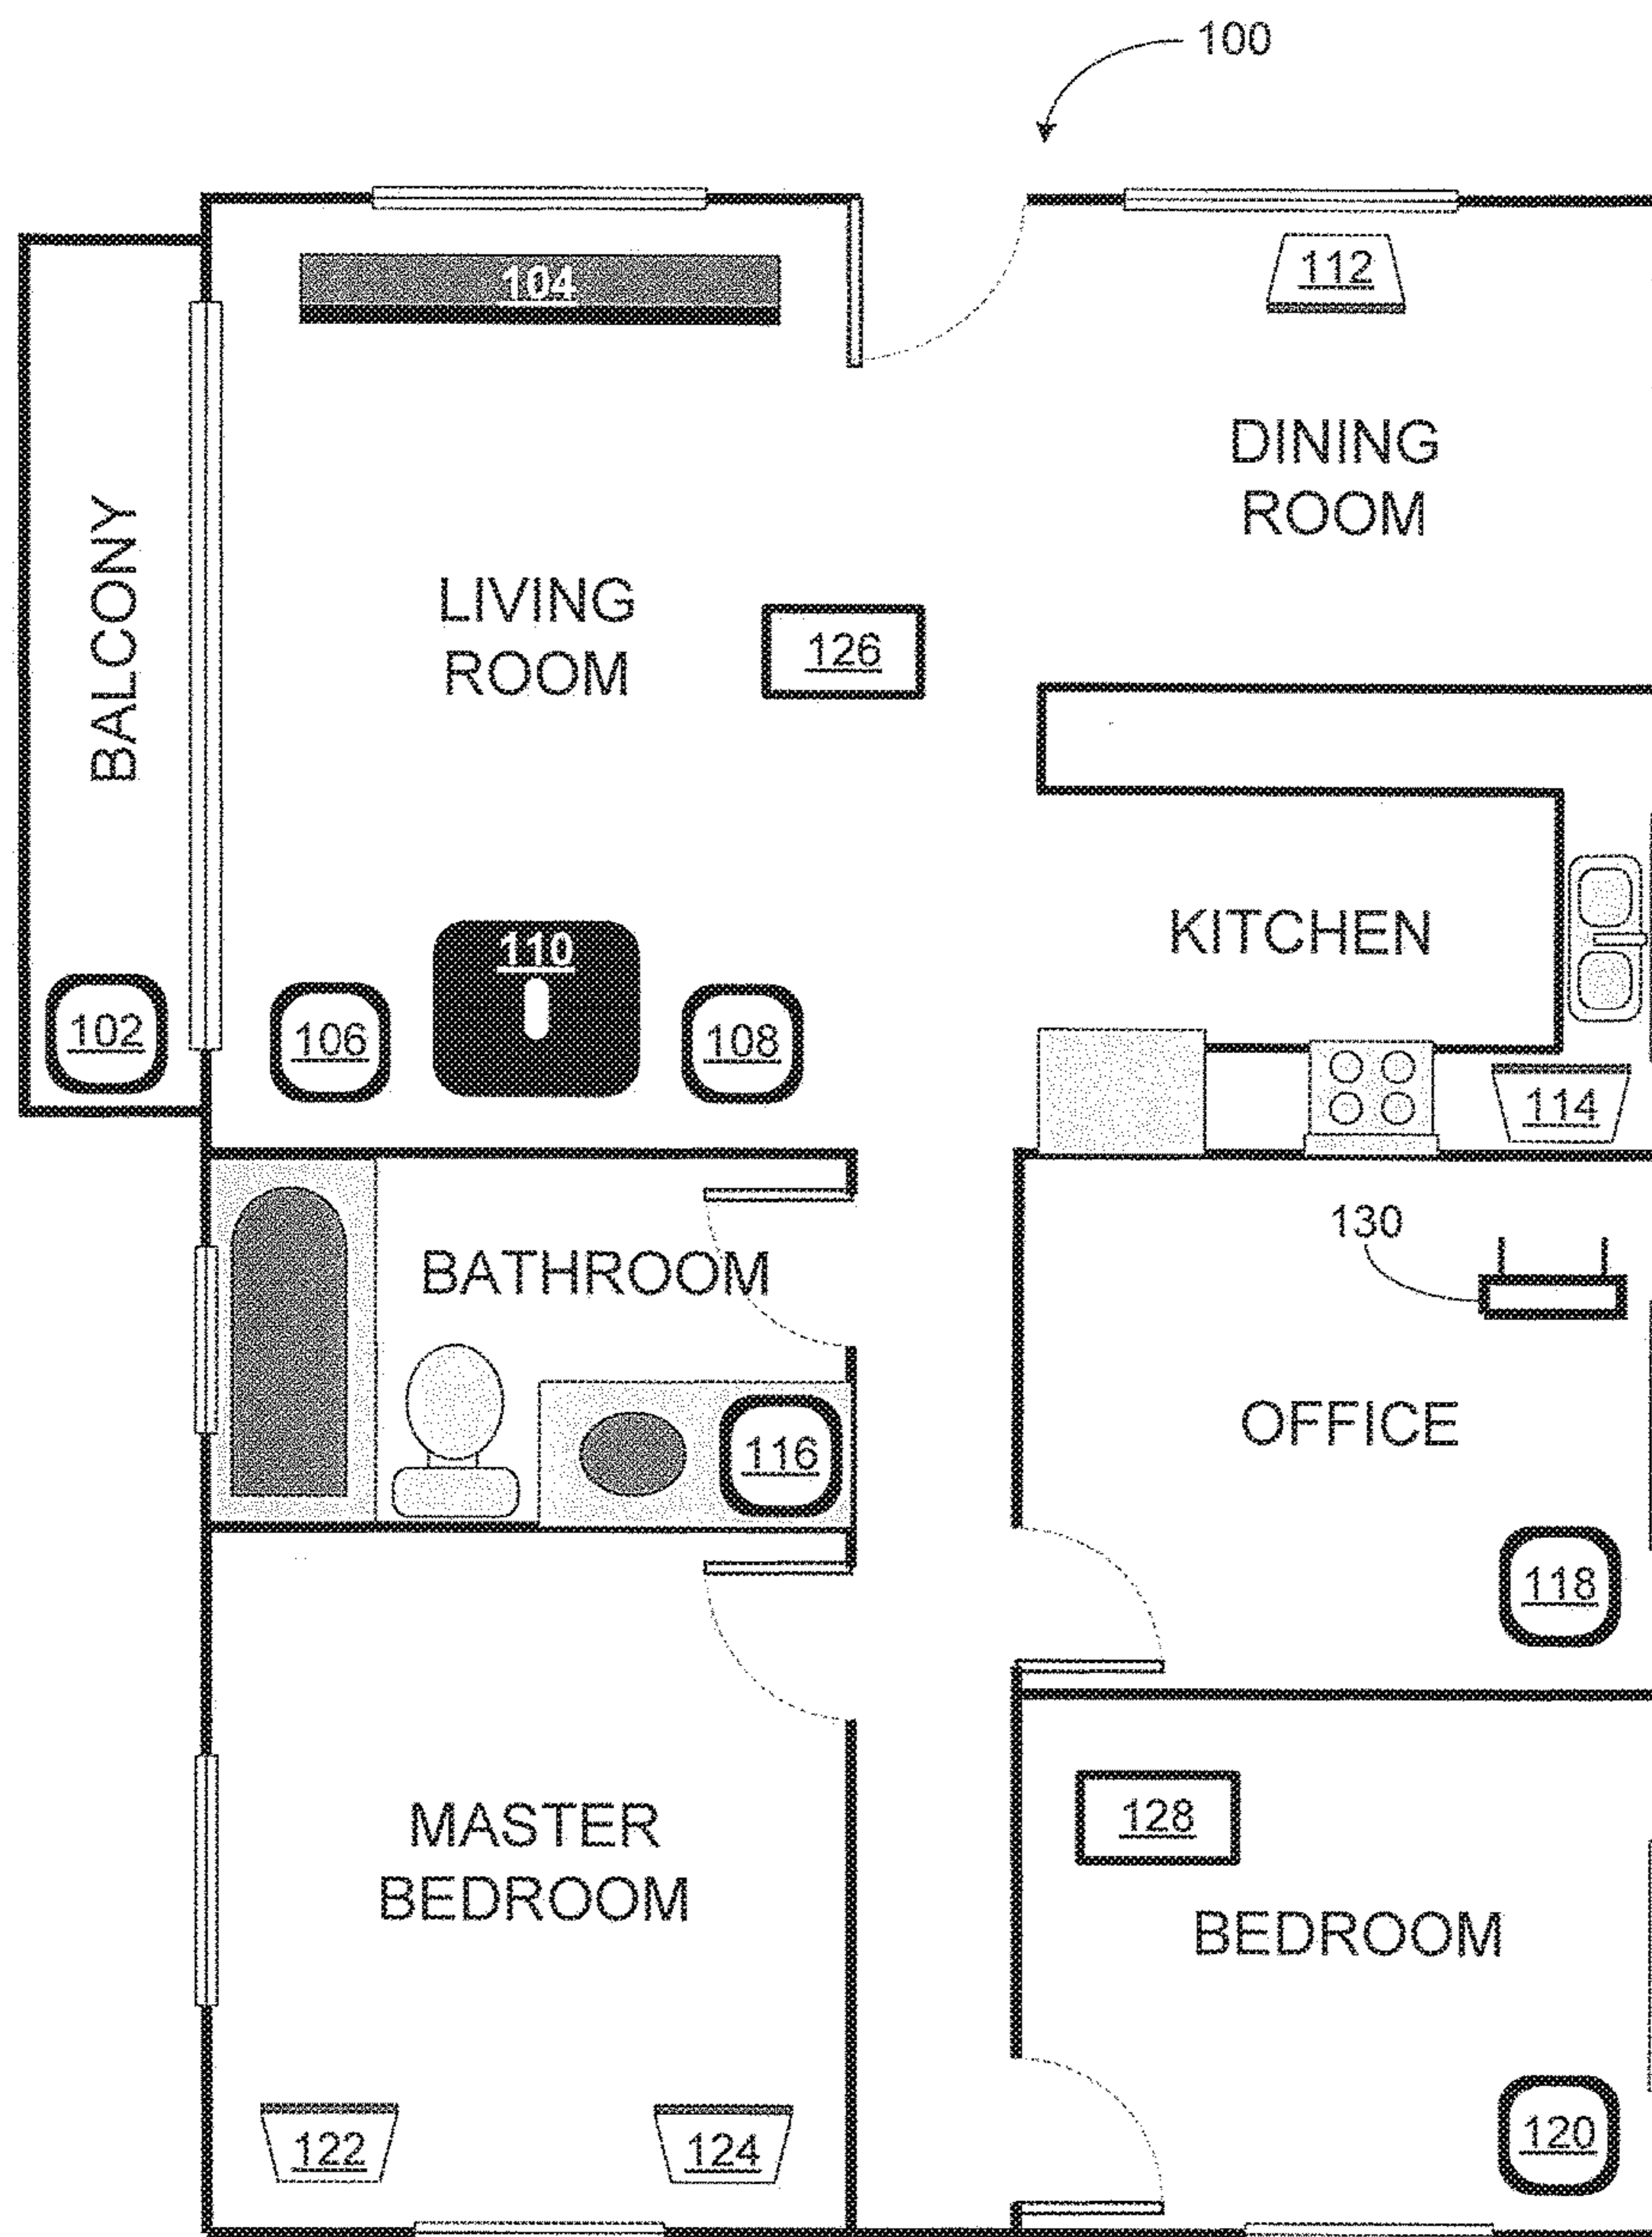 100
104
112
DINING
ROOM
BALCONY
LIVING
ROOM
126
KITCHEN
110
102
106
108
114
130
BATHROOM
OFFICE
116
118
MASTER
BEDROOM
128
BEDROOM
122
124
120